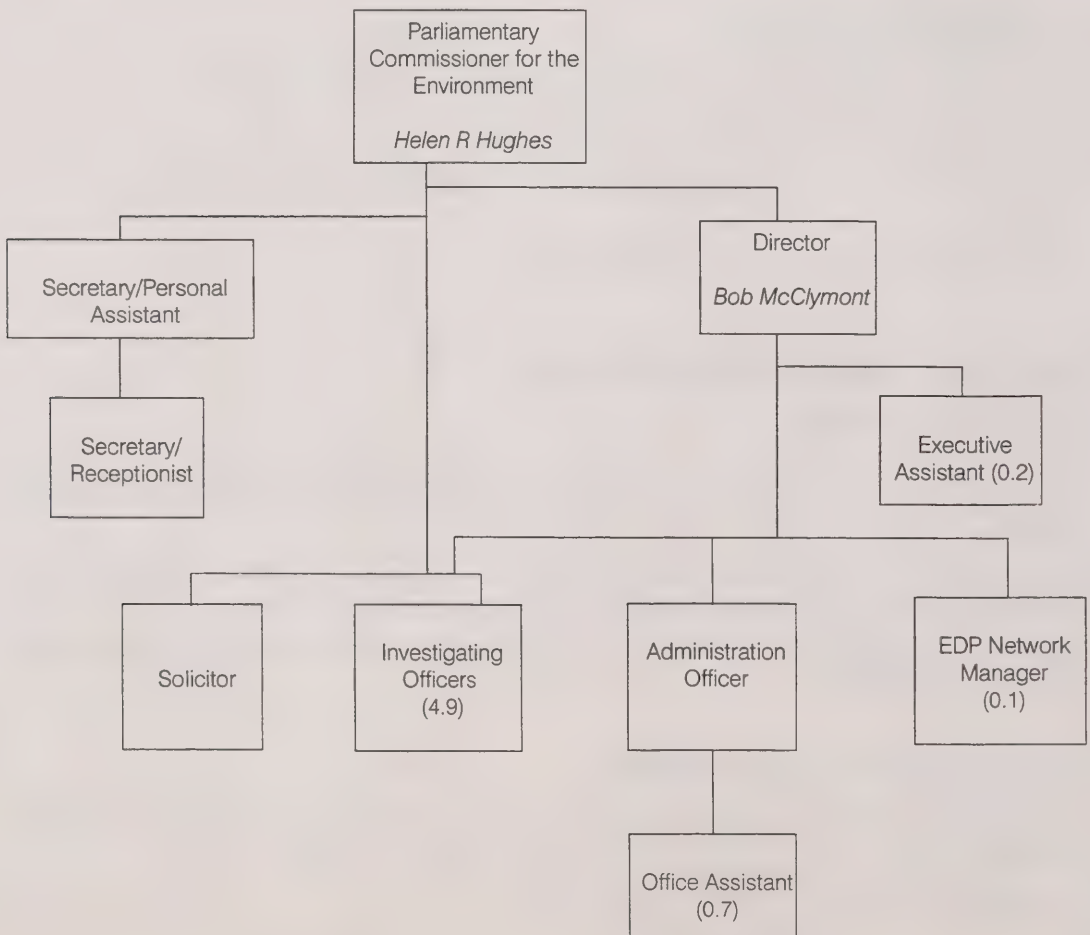 Parliamentary
Commissioner for the
Environment
Helen R Hughes
Director
Bob McClymont
Secretary/Personal
Assistant
Secretary/
Receptionist
Executive
Assistant (0.2)
Solicitor
Investigating
Officers
(4.9)
Administration
Officer
EDP Network
Manager
(0.1)
Office Assistant
(0.7)